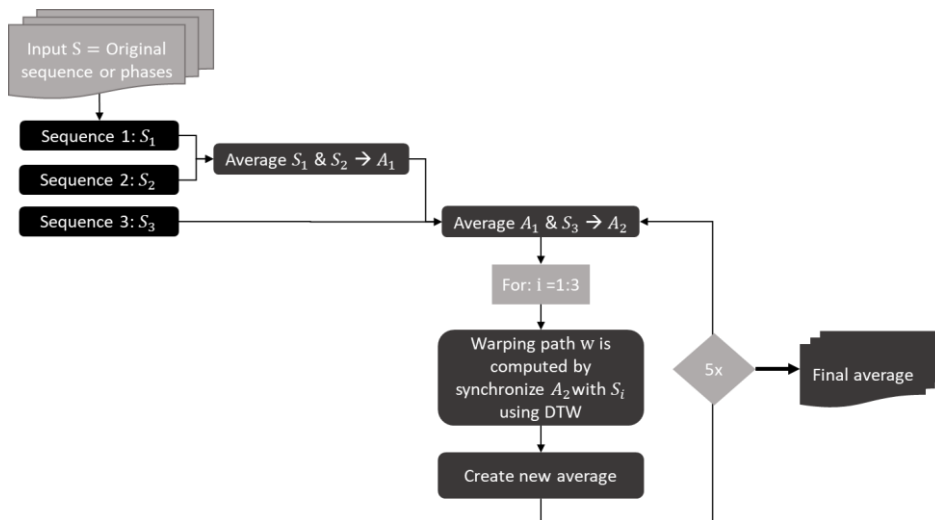 Input S = Original
sequence or phases
Sequence 1: S₁
Sequence 2: S₂
Sequence 3: S₃
Average S₁ & S₂ → A₁
Average A₁ & S₃ → A₂
For: i =1:3
Warping path w is
computed by
synchronize A₂ with Sᵢ
using DTW
Create new average
5x
Final average